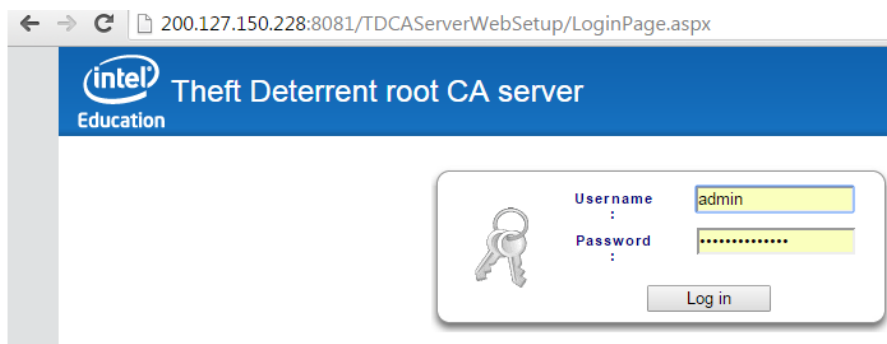 200.127.150.228:8081/TDCAServerWebSetup/LoginPage.aspx
intel Education
Theft Deterrent root CA server
Username : admin
Password : ••••••••••••••
Log in